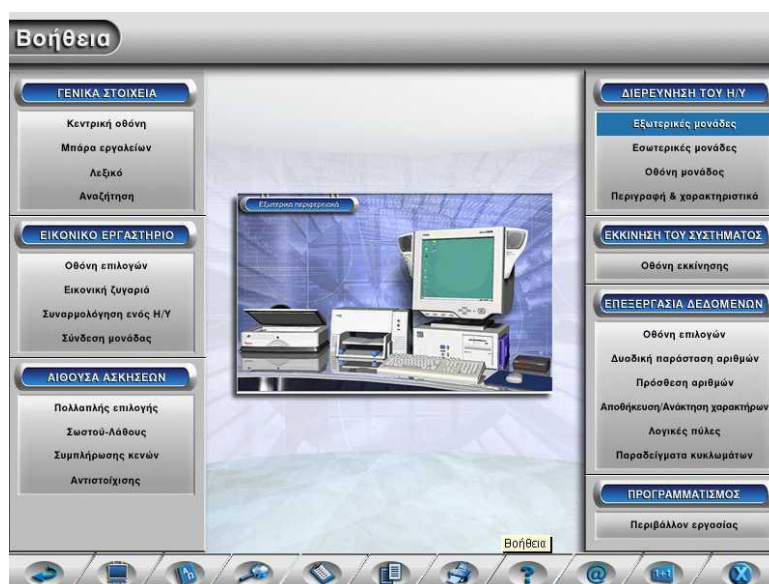 Βοήθεια
ΓΕΝΙΚΑ ΣΤΟΙΧΕΙΑ
Κεντρική οθόνη
Μπάρα εργαλείων
Λεξικό
Αναζήτηση
ΕΙΚΟΝΙΚΟ ΕΡΓΑΣΤΗΡΙΟ
Οθόνη επιλογών
Εικονική ζυγαριά
Συναρμολόγηση ενός Η/Υ
Σύνδεση μονάδας
ΑΙΘΟΥΣΑ ΑΣΚΗΣΕΩΝ
Πολλαπλής επιλογής
Σωστού-Λάθους
Συμπλήρωσης κενών
Αντιστοίχισης
Εξωτερικά περιφερειακά
ΔΙΕΡΕΥΝΗΣΗ ΤΟΥ Η/Υ
Εξωτερικές μονάδες
Εσωτερικές μονάδες
Οθόνη μονάδος
Περιγραφή & χαρακτηριστικά
ΕΚΚΙΝΗΣΗ ΤΟΥ ΣΥΣΤΗΜΑΤΟΣ
Οθόνη εκκίνησης
ΕΠΕΞΕΡΓΑΣΙΑ ΔΕΔΟΜΕΝΩΝ
Οθόνη επιλογών
Δυαδική παράσταση αριθμών
Πρόσθεση αριθμών
Αποθήκευση/Ανάκτηση χαρακτήρων
Λογικές πύλες
Παραδείγματα κυκλωμάτων
ΠΡΟΓΡΑΜΜΑΤΙΣΜΟΣ
Περιβάλλον εργασίας
Βοήθεια
? @ 1+1 X